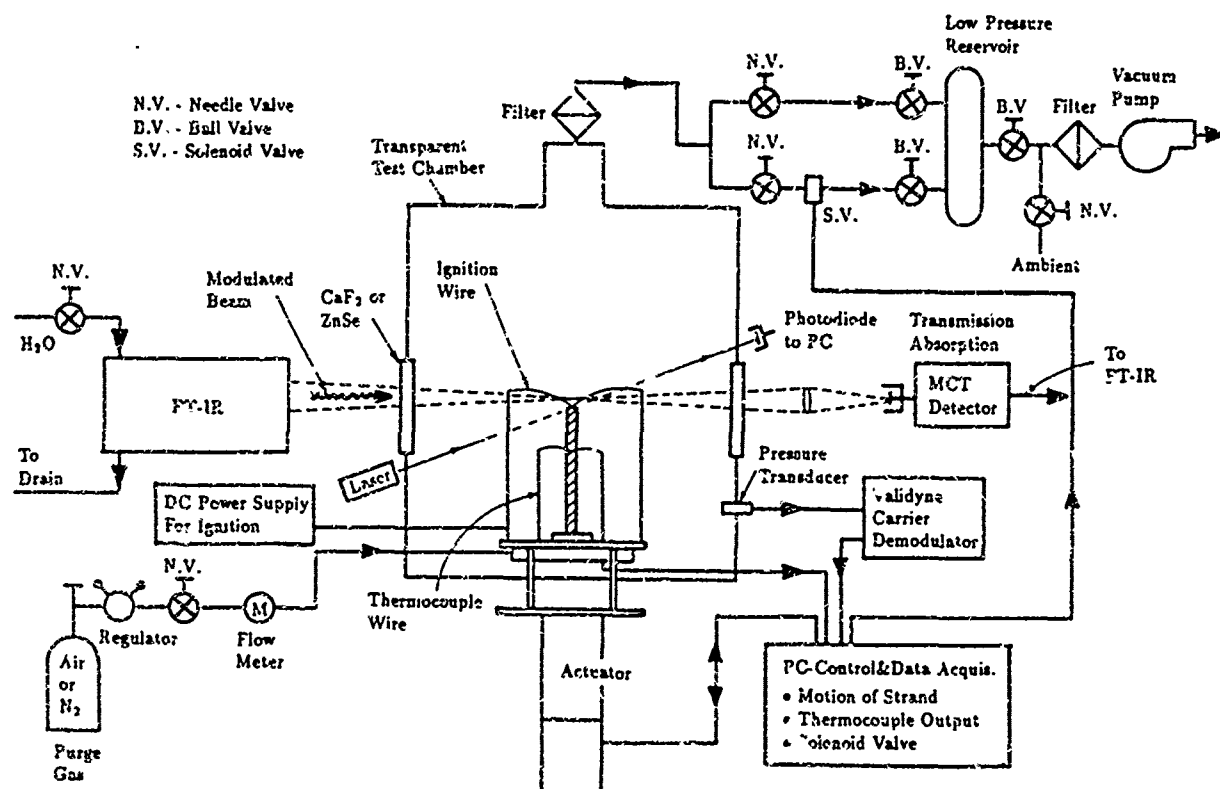 N.V. - Needle Valve
B.V. - Ball Valve
S.V. - Solenoid Valve
Transparent
Test Chamber
Filter
N.V.
N.V.
B.V.
B.V.
S.V.
Low Pressure
Reservoir
B.V
Filter
Vacuum
Pump
N.V.
Ambient
N.V.
H₂O
Modulated
Beam
CaF₂ or
ZnSe
Ignition
Wire
Photodiode
to PC
Transmission
Absorption
To
FT-IR
FT-IR
MCT
Detector
To
Drain
Laser
Pressure
Transducer
DC Power Supply
For Ignition
Validyne
Carrier
Demodulator
N.V.
Regulator
M
Flow
Meter
Thermocouple
Wire
Air
or
N₂
Purge
Gas
Actuator
PC-Control&Data Acquis.
• Motion of Strand
• Thermocouple Output
• Solenoid Valve